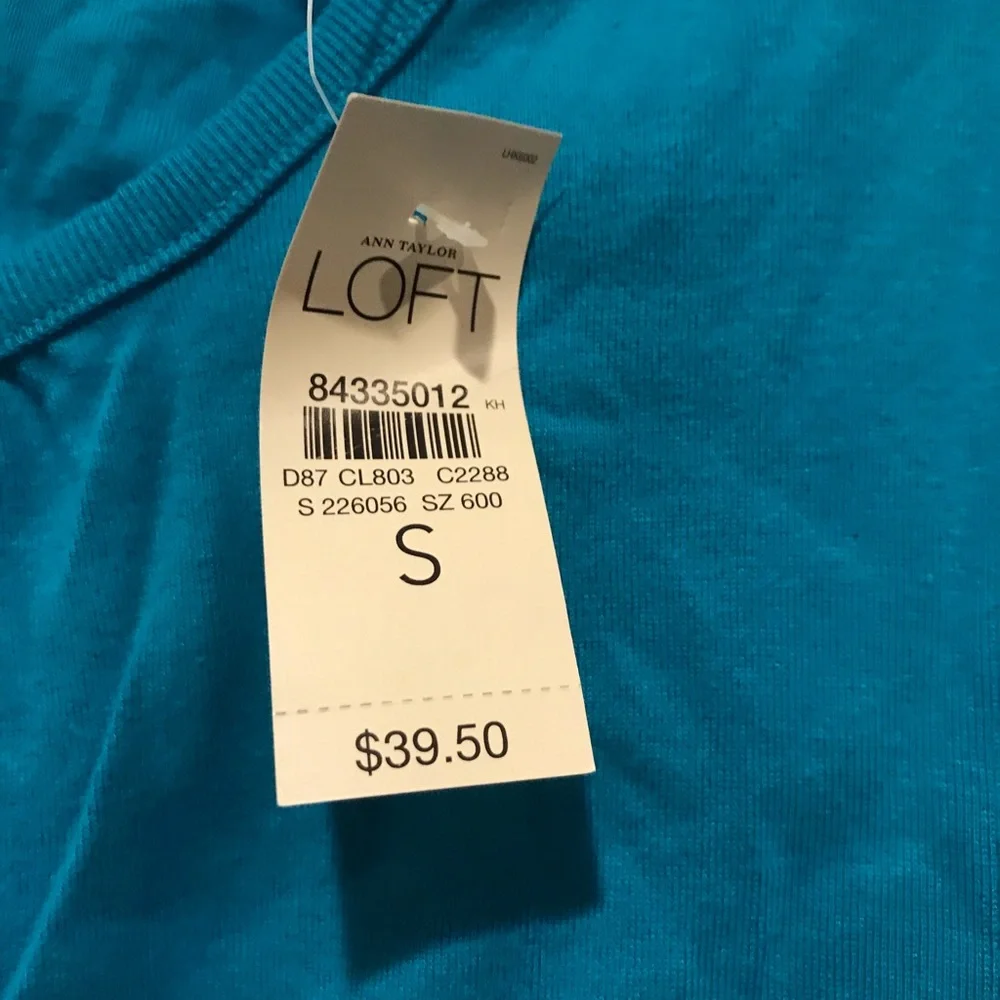 ANN TAYLOR
LOFT
84335012 KH
D87 CL803 C2288
S 226056 SZ 600
S
$39.50